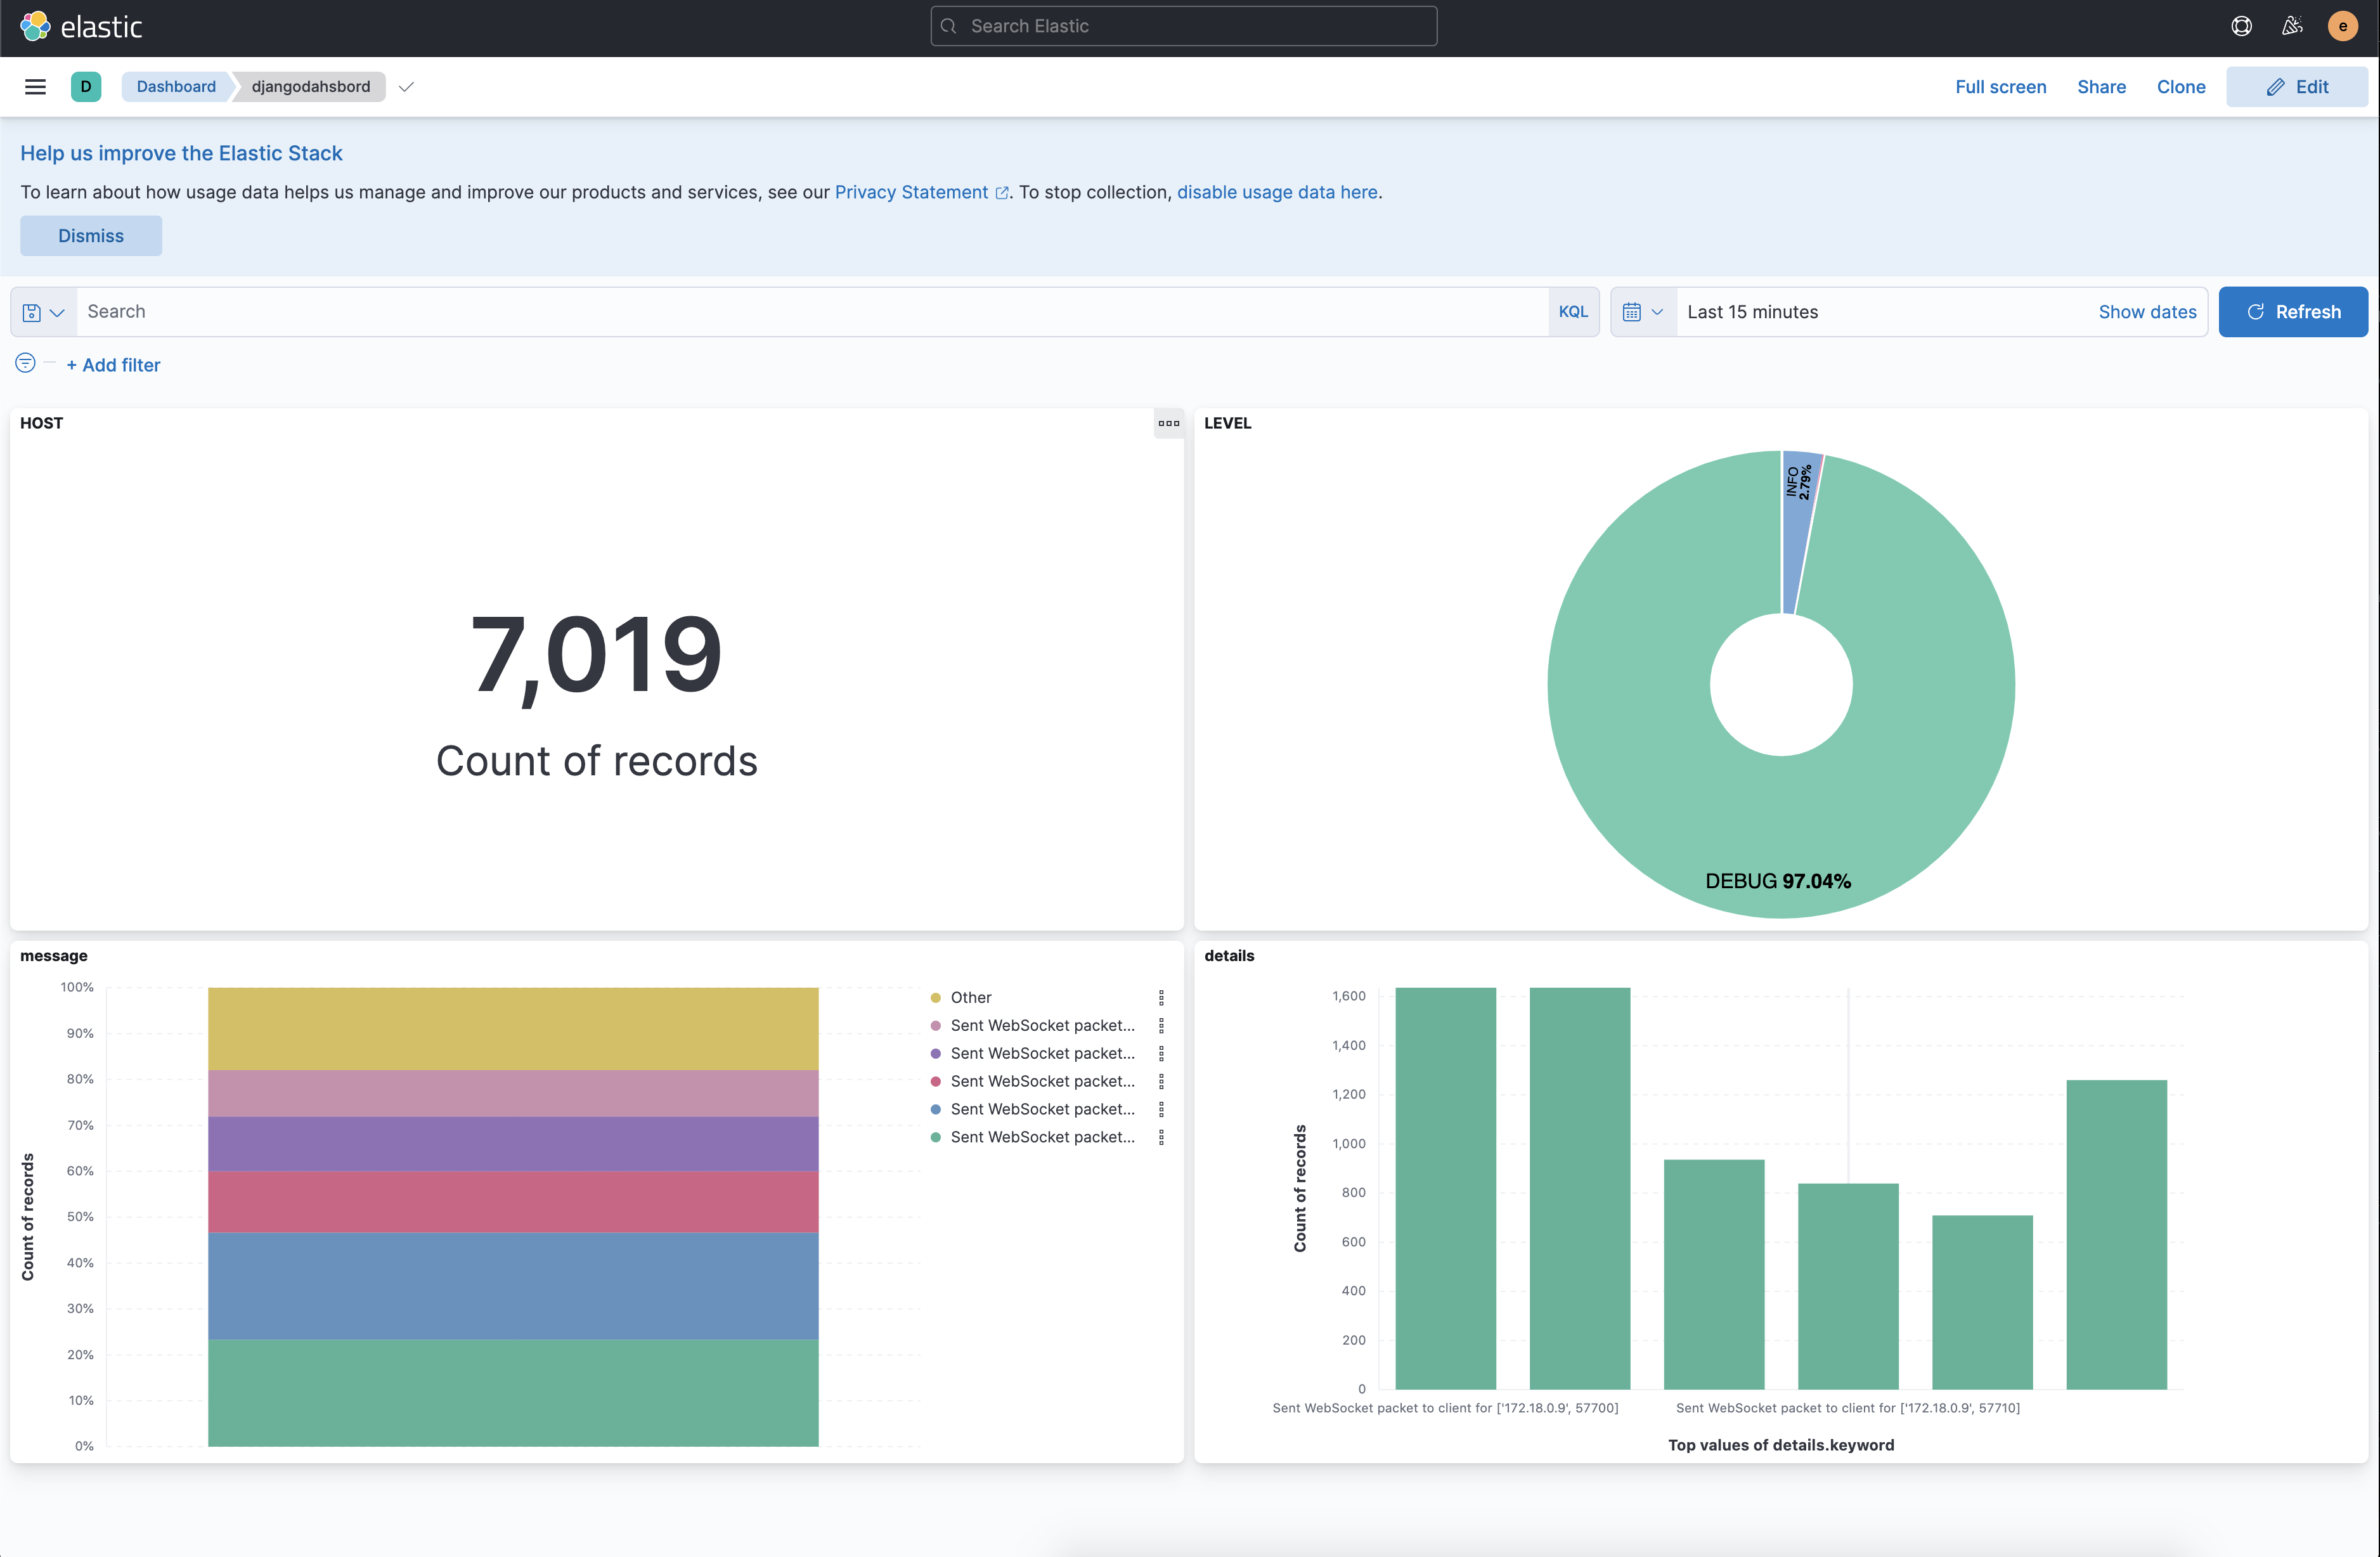 elastic
Search Elastic
e
D
Dashboard
djangodahsbord
Full screen
Share
Clone
Edit
Help us improve the Elastic Stack
To learn about how usage data helps us manage and improve our products and services, see our Privacy Statement. To stop collection, disable usage data here.
Dismiss
Search
KQL
Last 15 minutes
Show dates
Refresh
+ Add filter
HOST
7,019
Count of records
LEVEL
INFO
2.79%
DEBUG 97.04%
message
100%
90%
80%
70%
60%
50%
40%
30%
20%
10%
0%
Count of records
Other
Sent WebSocket packet...
Sent WebSocket packet...
Sent WebSocket packet...
Sent WebSocket packet...
Sent WebSocket packet...
details
1,600
1,400
1,200
1,000
800
600
400
200
0
Count of records
Sent WebSocket packet to client for ['172.18.0.9', 57700]
Sent WebSocket packet to client for ['172.18.0.9', 57710]
Top values of details.keyword